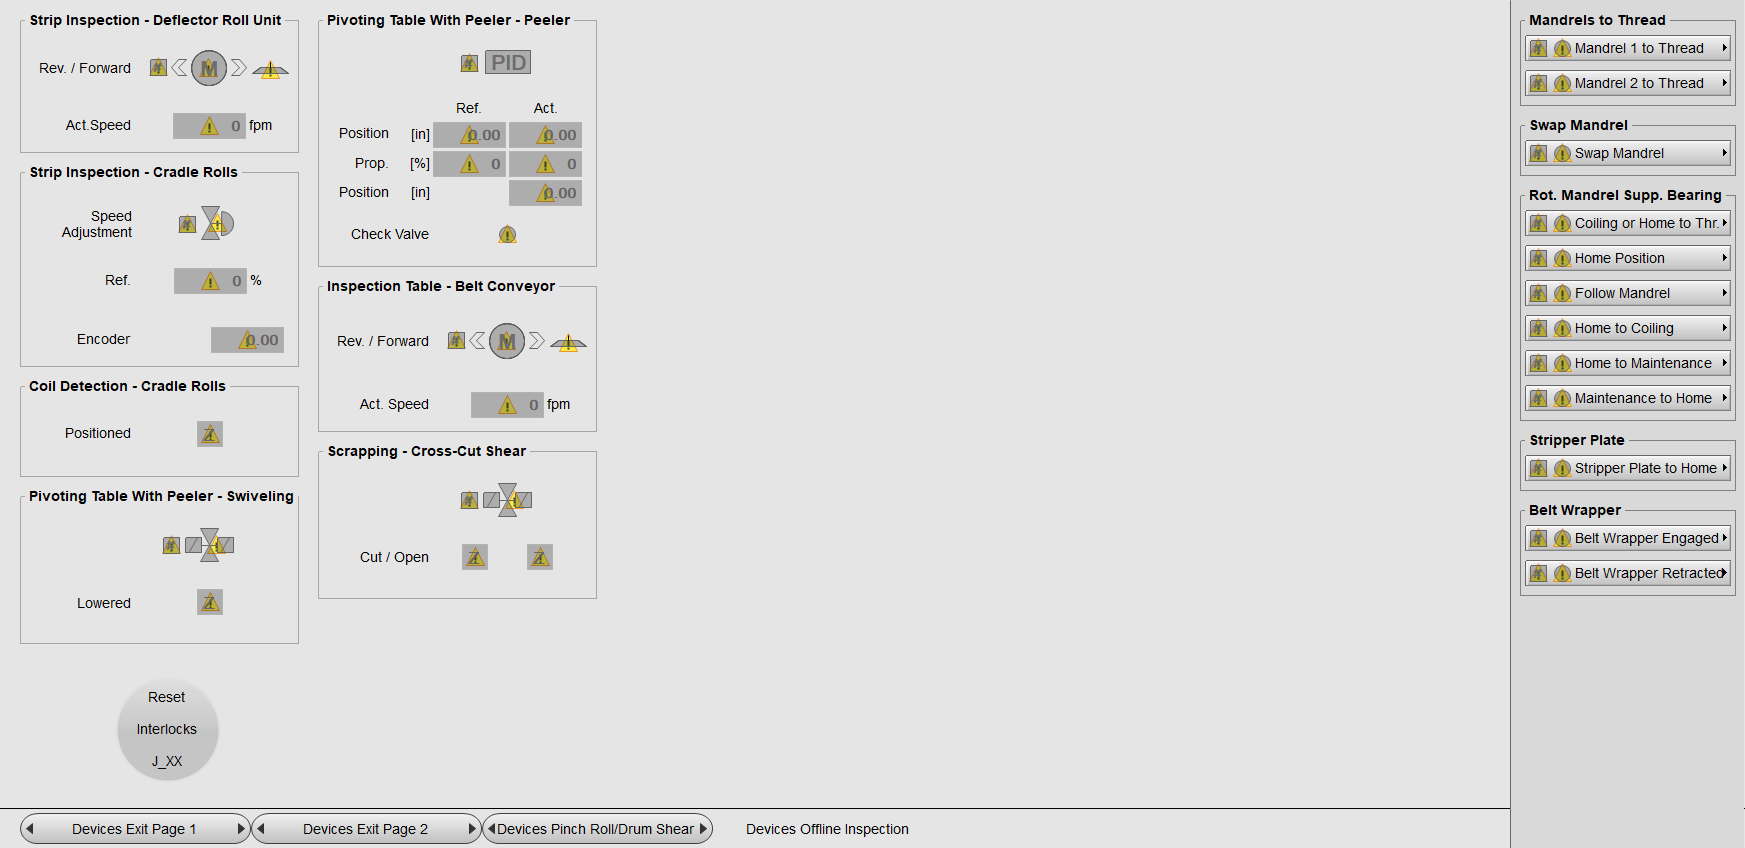 Strip Inspection - Deflector Roll Unit
Rev. / Forward
M
Act.Speed
0 fpm
Strip Inspection - Cradle Rolls
Speed
Adjustment
Ref.
0 %
Encoder
0.00
Coil Detection - Cradle Rolls
Positioned
Pivoting Table With Peeler - Swiveling
Lowered
Reset
Interlocks
J_XX
Pivoting Table With Peeler - Peeler
PID
Ref. Act.
Position [in] 0.00 0.00
Prop. [%] 0 0
Position [in] 0.00
Check Valve
Inspection Table - Belt Conveyor
Rev. / Forward
M
Act. Speed
0 fpm
Scrapping - Cross-Cut Shear
Cut / Open
Mandrels to Thread
Mandrel 1 to Thread
Mandrel 2 to Thread
Swap Mandrel
Swap Mandrel
Rot. Mandrel Supp. Bearing
Coiling or Home to Thr.
Home Position
Follow Mandrel
Home to Coiling
Home to Maintenance
Maintenance to Home
Stripper Plate
Stripper Plate to Home
Belt Wrapper
Belt Wrapper Engaged
Belt Wrapper Retracted
Devices Exit Page 1
Devices Exit Page 2
Devices Pinch Roll/Drum Shear
Devices Offline Inspection